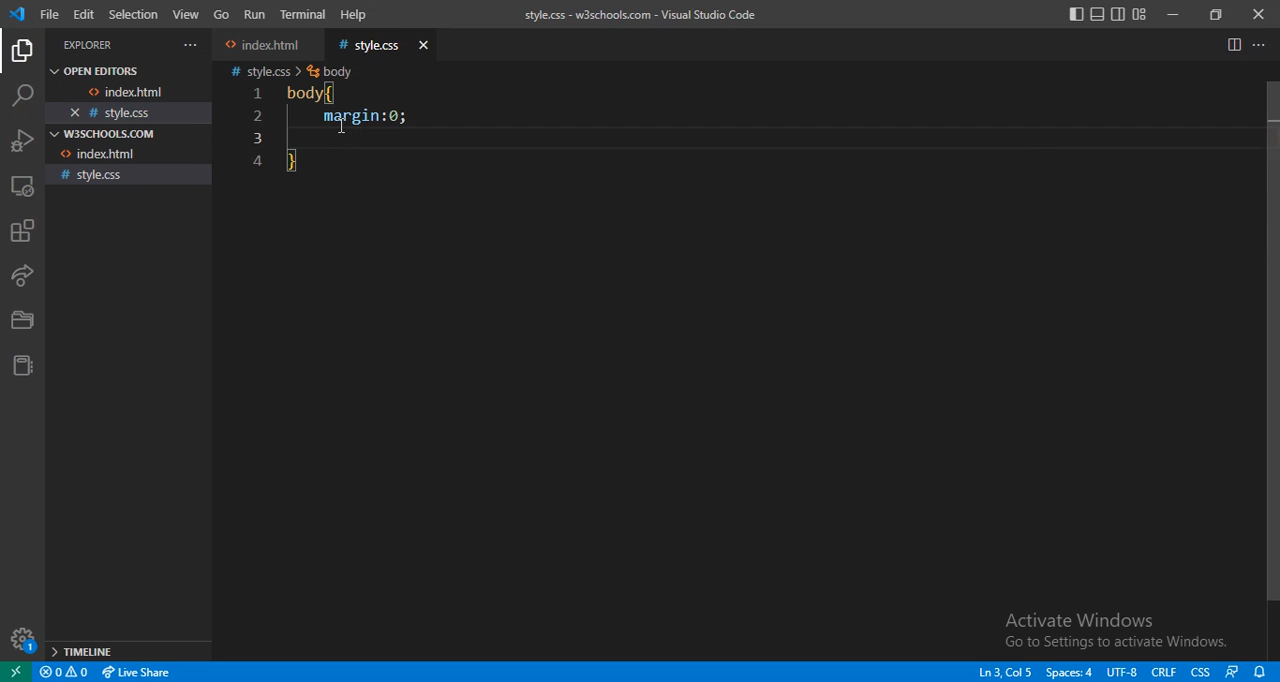 File Edit Selection View Go Run Terminal Help
style.css - w3schools.com - Visual Studio Code
EXPLORER
index.html
style.css
OPEN EDITORS
index.html
style.css
W3SCHOOLS.COM
index.html
style.css
TIMELINE
style.css > body
1 body{
2 margin:0;
3
4 }
Activate Windows
Go to Settings to activate Windows.
1
0 0 Live Share
Ln 3, Col 5 Spaces: 4 UTF-8 CRLF CSS